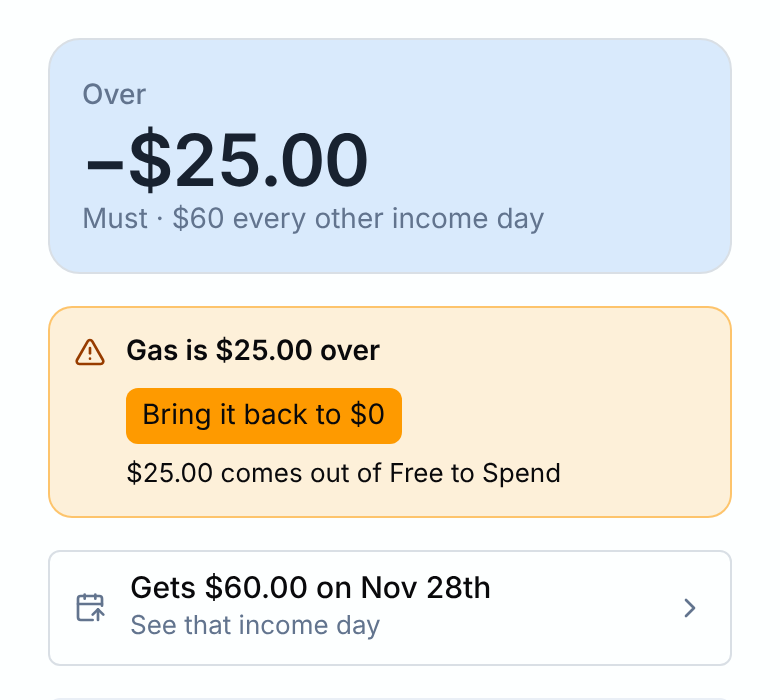 Over
−$25.00
Must · $60 every other income day
Gas is $25.00 over
Bring it back to $0
$25.00 comes out of Free to Spend
Gets $60.00 on Nov 28th
See that income day